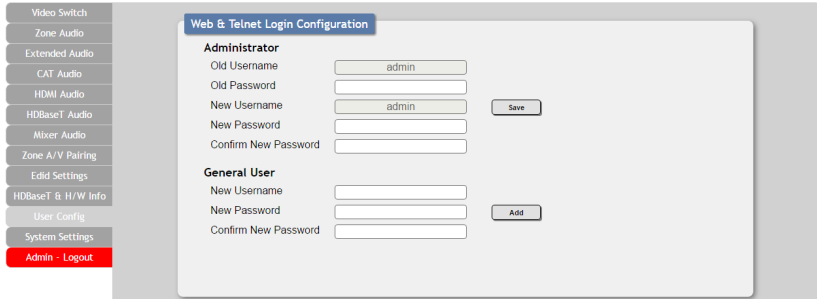 Video Switch
Zone Audio
Extended Audio
CAT Audio
HDMI Audio
HDBaseT Audio
Mixer Audio
Zone A/V Pairing
Edid Settings
HDBaseT & H/W Info
User Config
System Settings
Admin - Logout
Web & Telnet Login Configuration
Administrator
Old Username admin
Old Password
New Username admin Save
New Password
Confirm New Password
General User
New Username
New Password Add
Confirm New Password